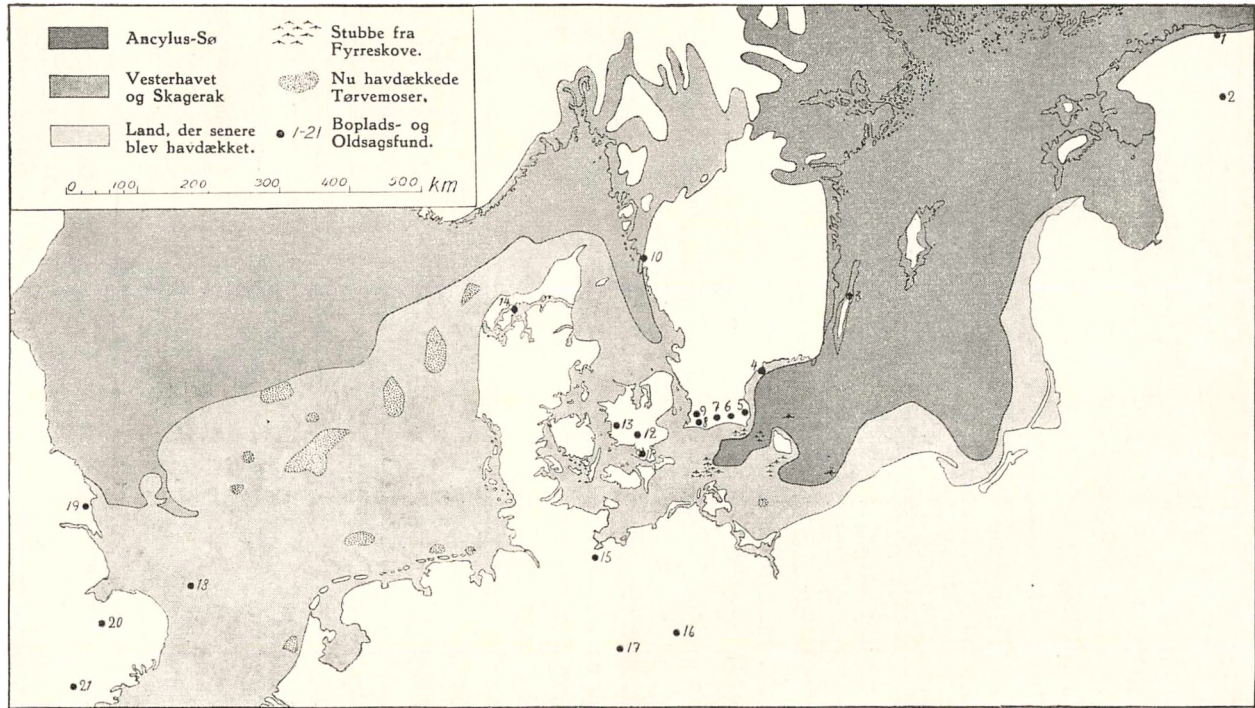 Ancylus-Sø
Vesterhavet
og Skagerak
Land, der senere
blev havdækket.
Stubbe fra
Fyrreskove.
Nu havdækkede
Tørvemoser.
1-21 Boplads- og
Oldsagsfund.
0 100 200 300 400 500 km
1
2
10
14
3
4
9 7 6 5
8
13
12
19
15
18
20
16
17
21